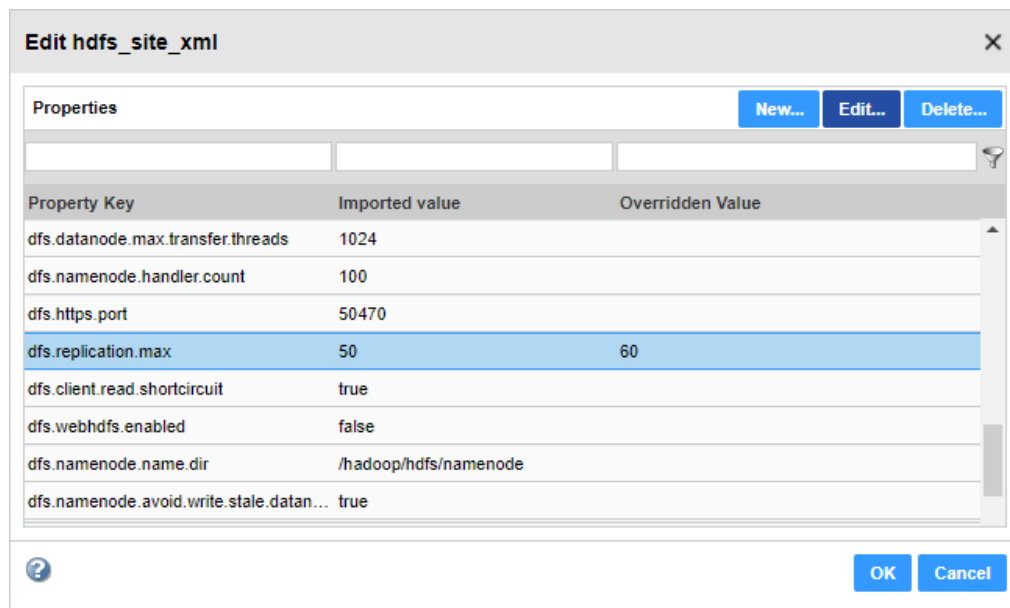 Edit hdfs_site_xml
Properties New... Edit... Delete...
Property Key Imported value Overridden Value
dfs.datanode.max.transfer.threads 1024
dfs.namenode.handler.count 100
dfs.https.port 50470
dfs.replication.max 50 60
dfs.client.read.shortcircuit true
dfs.webhdfs.enabled false
dfs.namenode.name.dir /hadoop/hdfs/namenode
dfs.namenode.avoid.write.stale.datan... true
? OK Cancel